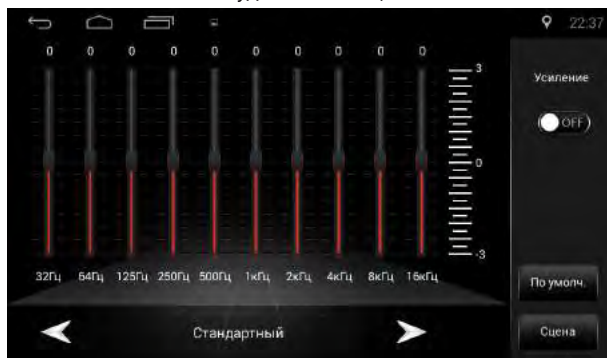 22:37
0 0 0 0 0 0 0 0 0 0
3
Усиление
OFF
0
-3
32Гц 64Гц 125Гц 250Гц 500Гц 1кГц 2кГц 4кГц 8кГц 16кГц
По умолч.
Стандартный
Сцена